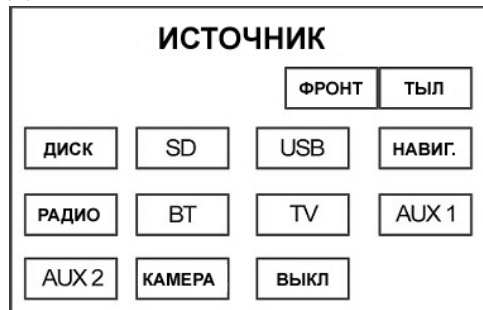 ИСТОЧНИК
ФРОНТ ТЫЛ
ДИСК SD USB НАВИГ.
РАДИО BT TV AUX 1
AUX 2 КАМЕРА ВЫКЛ